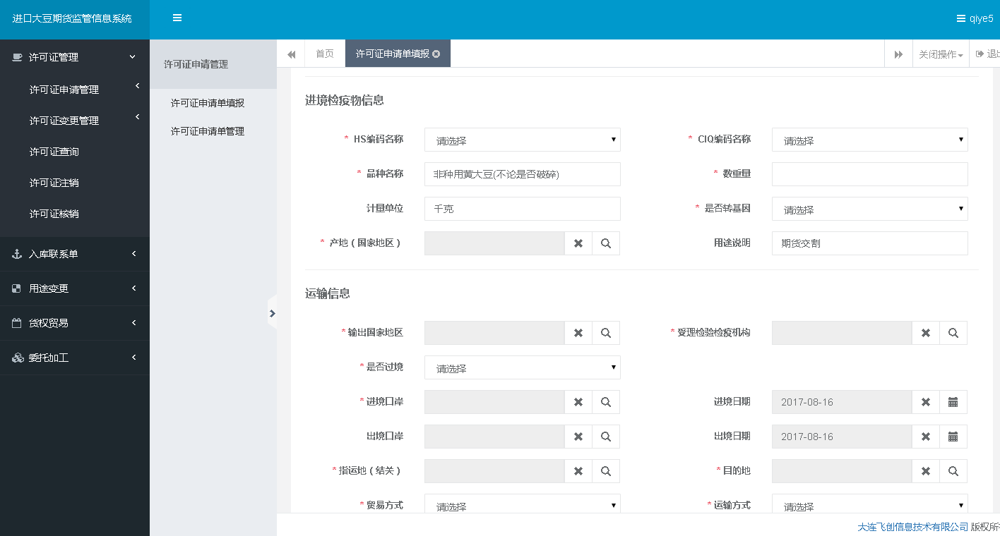 进口大豆期货监管信息系统
qiye5
许可证管理
许可证申请管理
许可证变更管理
许可证查询
许可证注销
许可证核销
入库联系单
用途变更
货权贸易
委托加工
许可证申请管理
许可证申请单填报
许可证申请单管理
首页
许可证申请单填报
关闭操作
进境检疫物信息
* HS编码名称 请选择 * CIQ编码名称 请选择
* 品种名称 非种用黄大豆(不论是否破碎) * 数重量
计量单位 千克 * 是否转基因 请选择
* 产地（国家地区） 用途说明 期货交割
运输信息
* 输出国家地区 * 受理检验检疫机构
* 是否过境 请选择
* 进境口岸 进境日期 2017-08-16
出境口岸 出境日期 2017-08-16
* 指运地（结关） * 目的地
* 贸易方式 请选择 * 运输方式 请选择
大连飞创信息技术有限公司 版权所